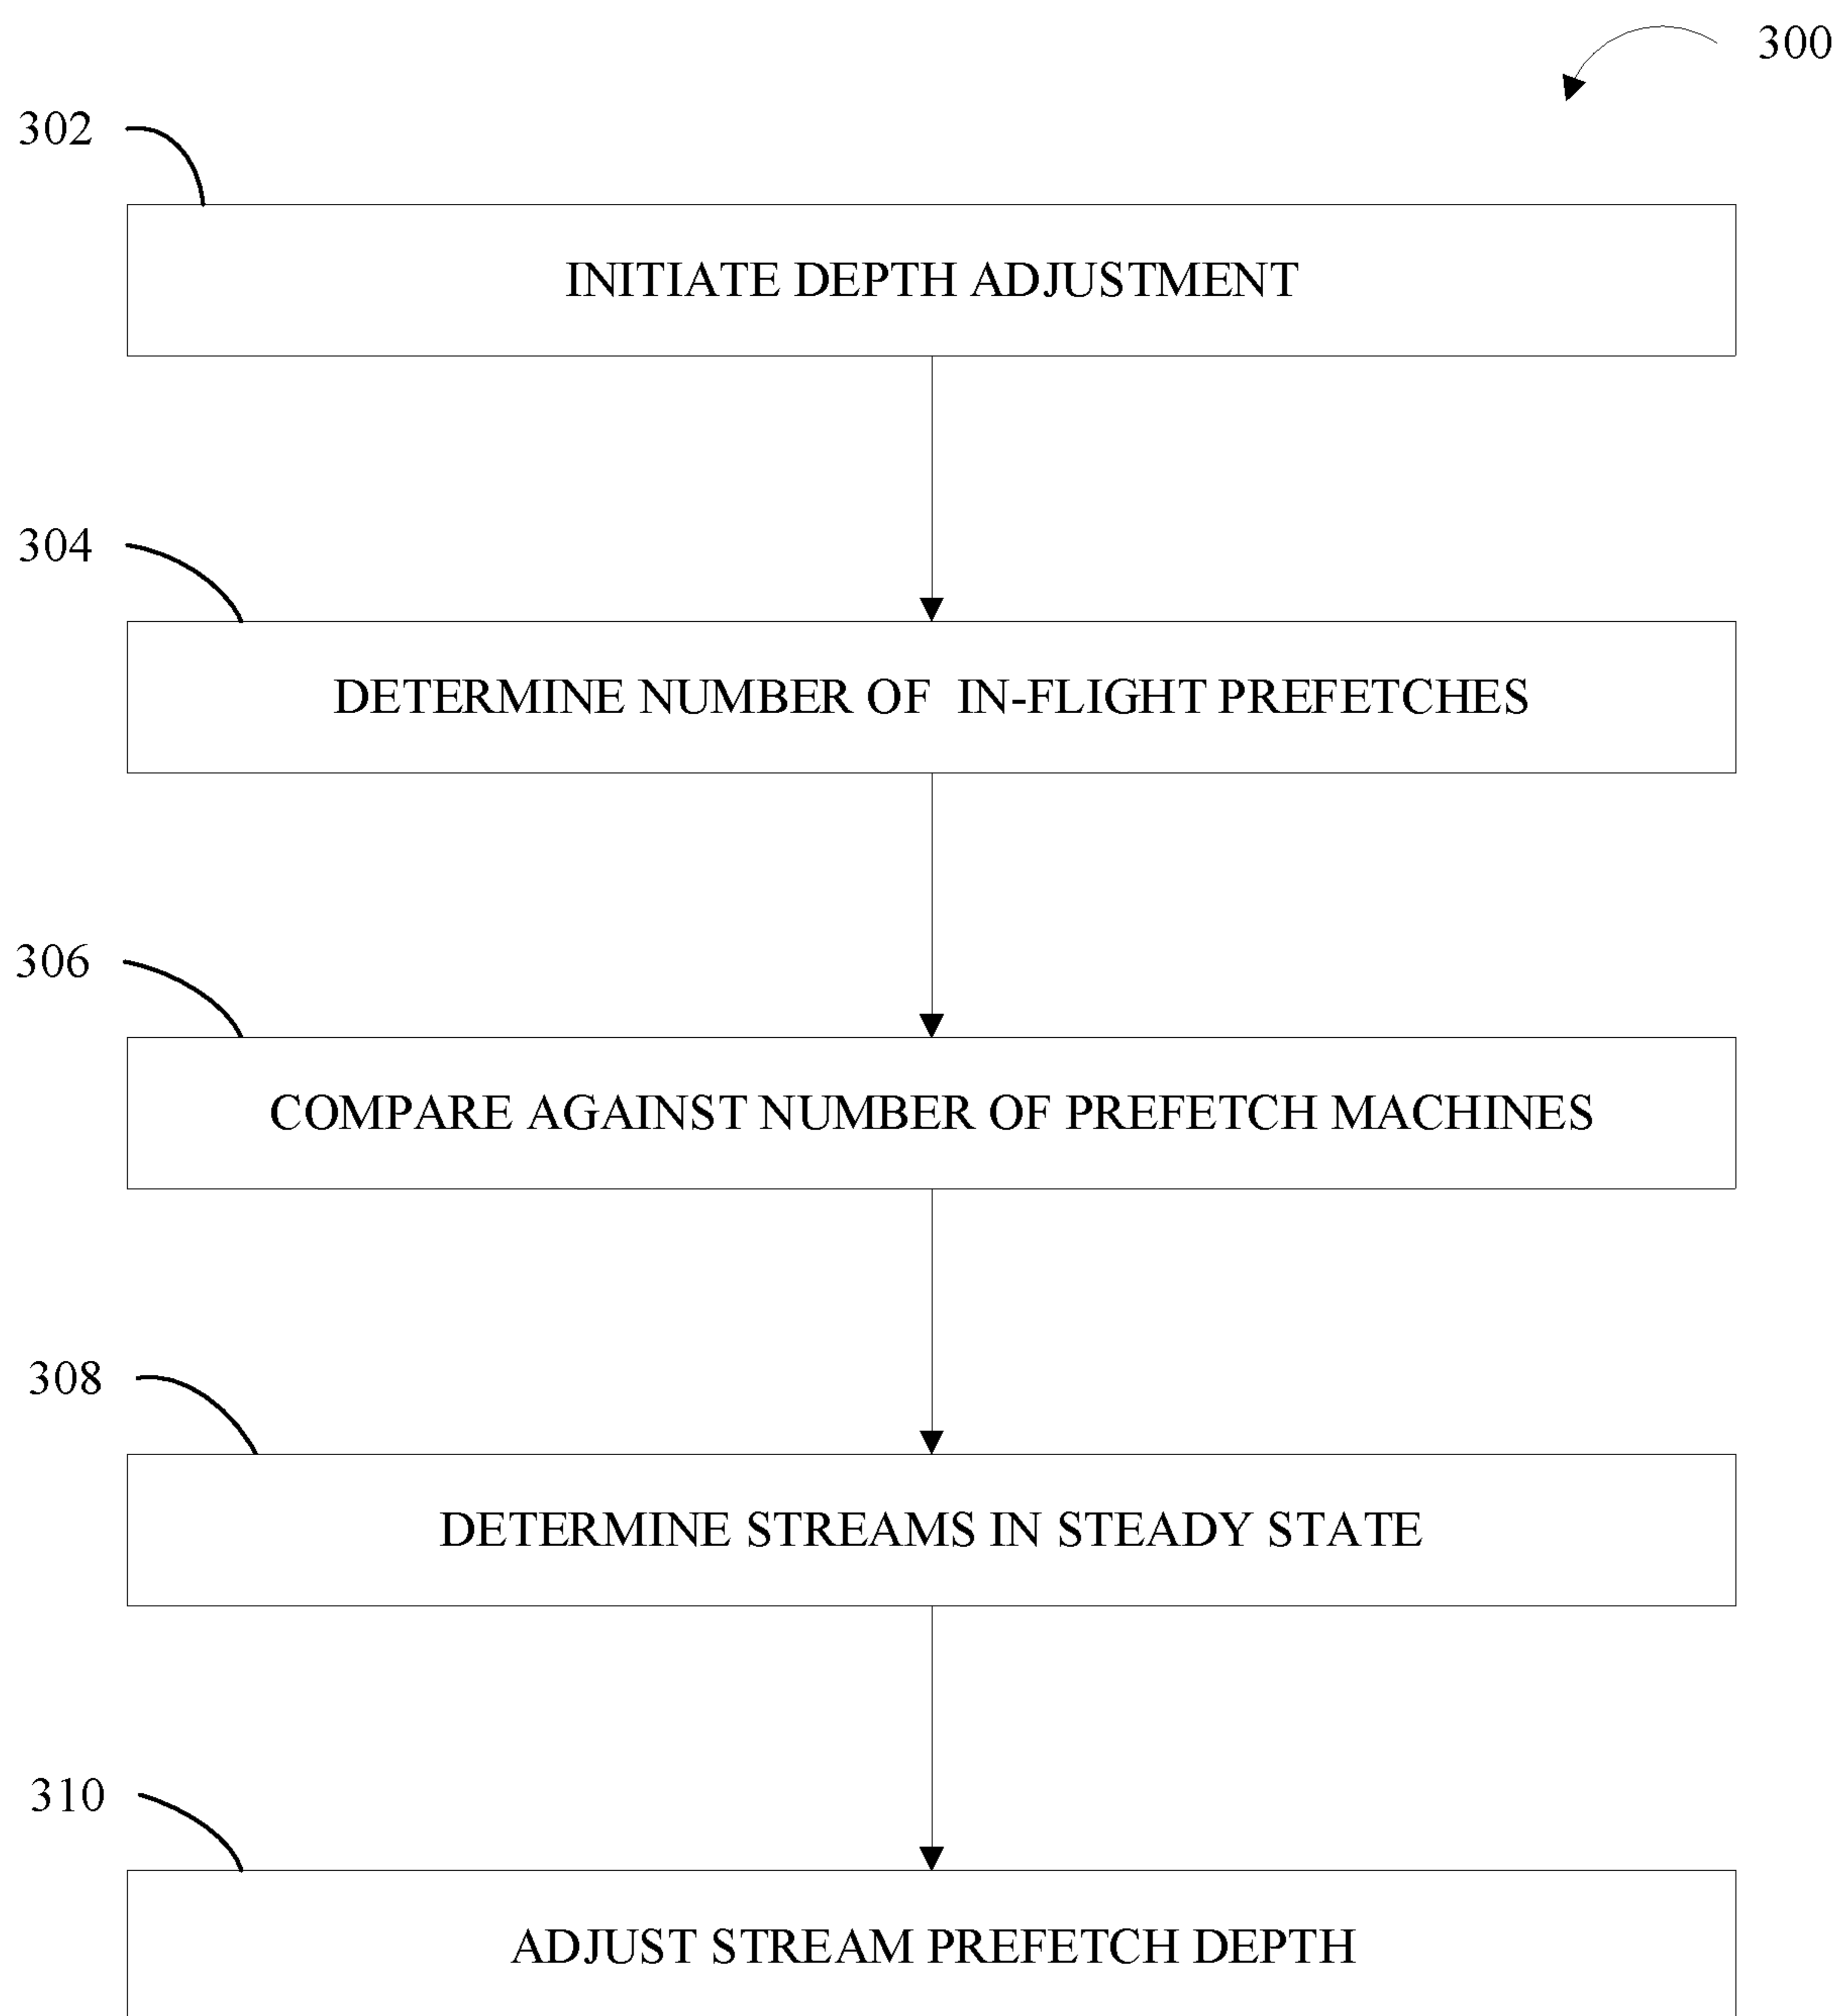 300
302
INITIATE DEPTH ADJUSTMENT
304
DETERMINE NUMBER OF IN-FLIGHT PREFETCHES
306
COMPARE AGAINST NUMBER OF PREFETCH MACHINES
308
DETERMINE STREAMS IN STEADY STATE
310
ADJUST STREAM PREFETCH DEPTH